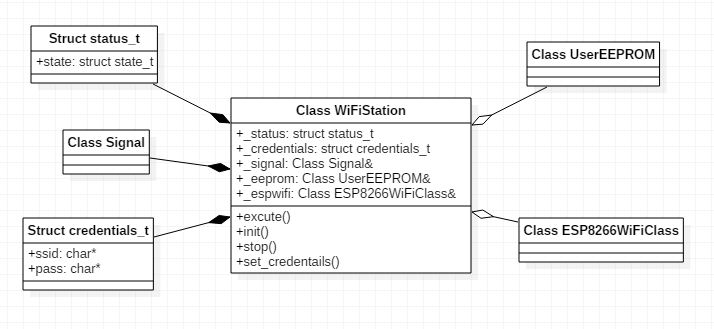 Struct status_t
+state: struct state_t
Class Signal
Struct credentials_t
+ssid: char*
+pass: char*
Class WiFiStation
+_status: struct status_t
+_credentials: struct credentials_t
+_signal: Class Signal&
+_eeprom: Class UserEEPROM&
+_espwifi: Class ESP8266WiFiClass&
+excute()
+init()
+stop()
+set_credentails()
Class UserEEPROM
Class ESP8266WiFiClass